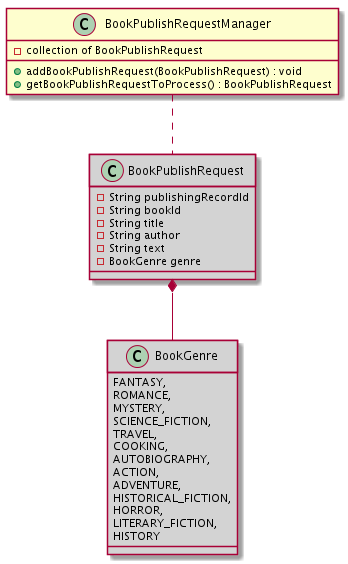 C BookPublishRequestManager
collection of BookPublishRequest
addBookPublishRequest(BookPublishRequest) : void
getBookPublishRequestToProcess() : BookPublishRequest
C BookPublishRequest
String publishingRecordId
String bookId
String title
String author
String text
BookGenre genre
C BookGenre
FANTASY,
ROMANCE,
MYSTERY,
SCIENCE_FICTION,
TRAVEL,
COOKING,
AUTOBIOGRAPHY,
ACTION,
ADVENTURE,
HISTORICAL_FICTION,
HORROR,
LITERARY_FICTION,
HISTORY